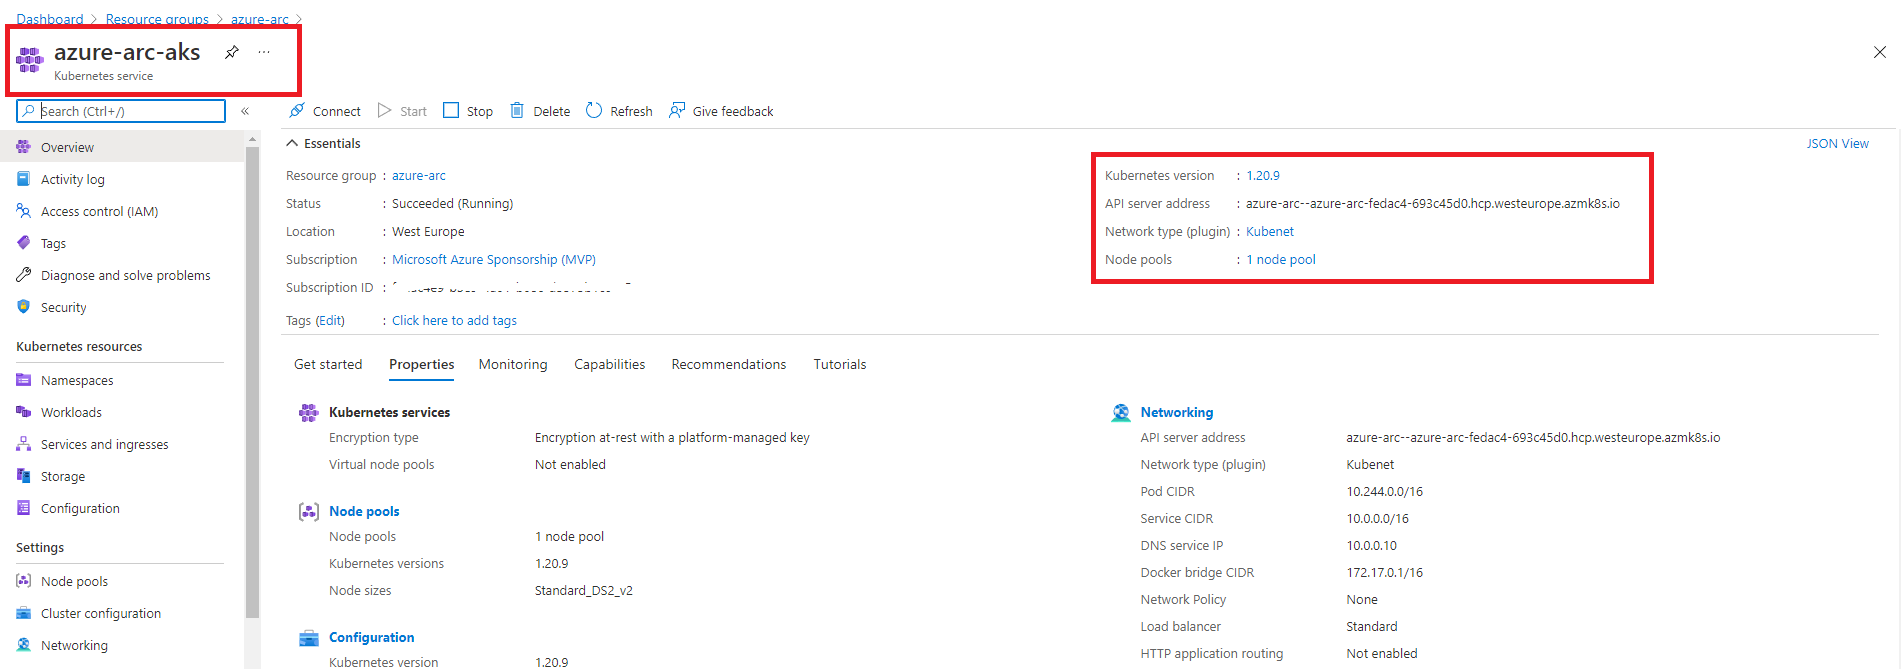 Dashboard > Resource groups > azure-arc >
azure-arc-aks ...
Kubernetes service
Search (Ctrl+/) «
Connect Start Stop Delete Refresh Give feedback
Overview
Activity log
Access control (IAM)
Tags
Diagnose and solve problems
Security
Kubernetes resources
Namespaces
Workloads
Services and ingresses
Storage
Configuration
Settings
Node pools
Cluster configuration
Networking
Essentials
JSON View
Resource group : azure-arc
Status : Succeeded (Running)
Location : West Europe
Subscription : Microsoft Azure Sponsorship (MVP)
Subscription ID :
Tags (Edit) : Click here to add tags
Kubernetes version : 1.20.9
API server address : azure-arc--azure-arc-fedac4-693c45d0.hcp.westeurope.azmk8s.io
Network type (plugin) : Kubenet
Node pools : 1 node pool
Get started Properties Monitoring Capabilities Recommendations Tutorials
Kubernetes services
Encryption type Encryption at-rest with a platform-managed key
Virtual node pools Not enabled
Node pools
Node pools 1 node pool
Kubernetes versions 1.20.9
Node sizes Standard_DS2_v2
Configuration
Kubernetes version 1.20.9
Networking
API server address azure-arc--azure-arc-fedac4-693c45d0.hcp.westeurope.azmk8s.io
Network type (plugin) Kubenet
Pod CIDR 10.244.0.0/16
Service CIDR 10.0.0.0/16
DNS service IP 10.0.0.10
Docker bridge CIDR 172.17.0.1/16
Network Policy None
Load balancer Standard
HTTP application routing Not enabled